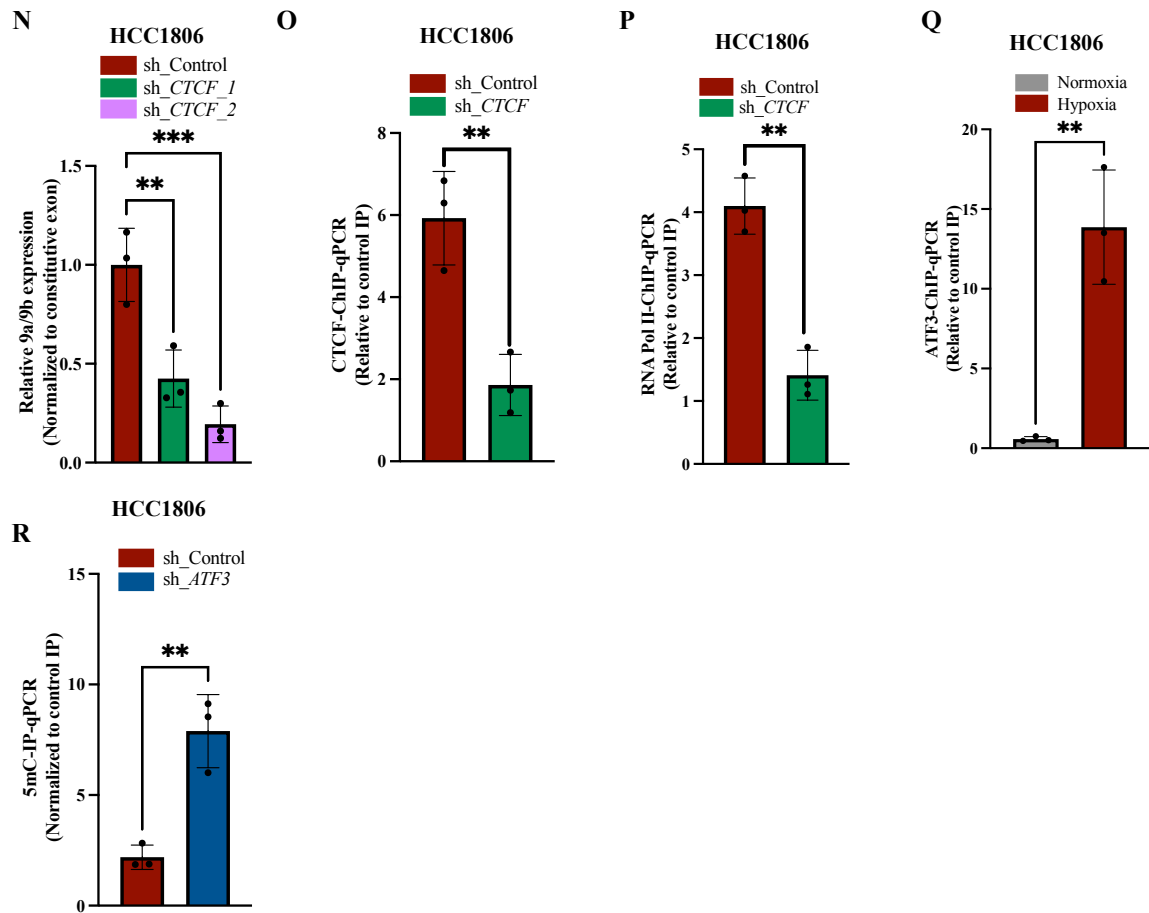 N
HCC1806
sh_Control
sh_CTCF_1
sh_CTCF_2
***
**
1.5
1.0
0.5
0.0
Relative 9a/9b expression
(Normalized to constitutive exon)
O
HCC1806
sh_Control
sh_CTCF
**
8
6
4
2
0
CTCF-ChIP-qPCR
(Relative to control IP)
P
HCC1806
sh_Control
sh_CTCF
**
5
4
3
2
1
0
RNA Pol II-ChIP-qPCR
(Relative to control IP)
Q
HCC1806
Normoxia
Hypoxia
**
20
15
10
5
0
ATF3-ChIP-qPCR
(Relative to control IP)
R
HCC1806
sh_Control
sh_ATF3
**
15
10
5
0
5mC-IP-qPCR
(Normalized to control IP)